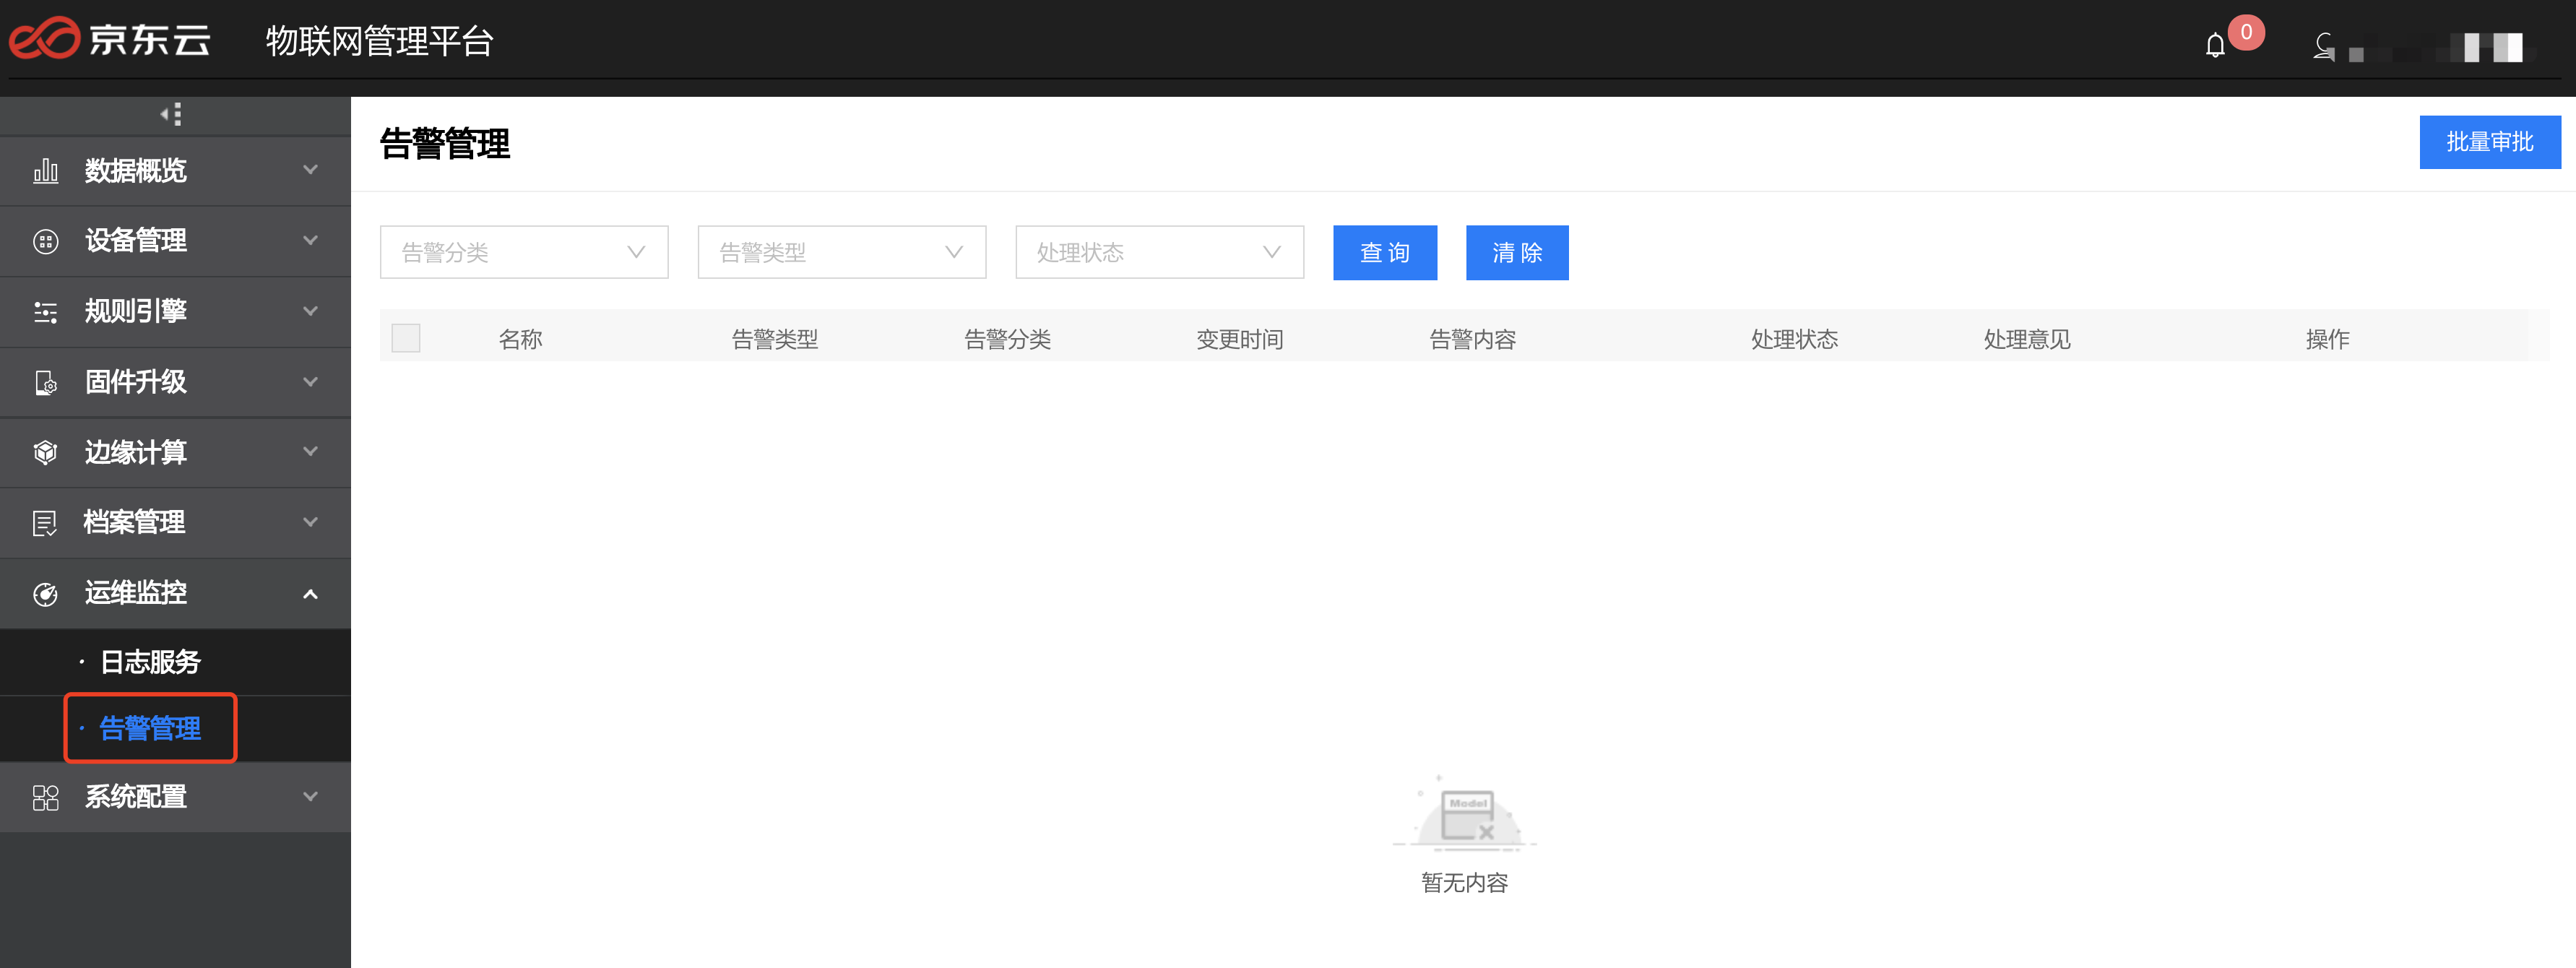 京东云 物联网管理平台 0
数据概览
设备管理
规则引擎
固件升级
边缘计算
档案管理
运维监控
· 日志服务
· 告警管理
系统配置
告警管理 批量审批
告警分类 告警类型 处理状态 查 询 清 除
名称 告警类型 告警分类 变更时间 告警内容 处理状态 处理意见 操作
Model
暂无内容